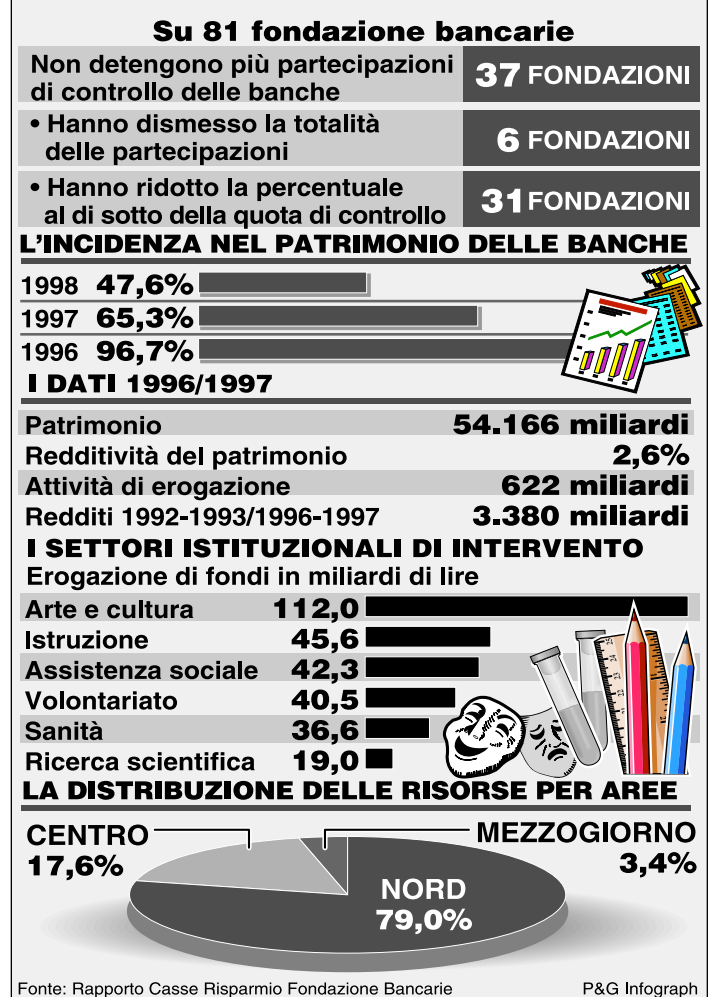 Su 81 fondazione bancarie
Non detengono più partecipazioni
di controllo delle banche
37 FONDAZIONI
• Hanno dismesso la totalità
delle partecipazioni
6 FONDAZIONI
• Hanno ridotto la percentuale
al di sotto della quota di controllo
31 FONDAZIONI
L'INCIDENZA NEL PATRIMONIO DELLE BANCHE
1998 47,6%
1997 65,3%
1996 96,7%
I DATI 1996/1997
Patrimonio 54.166 miliardi
Redditività del patrimonio 2,6%
Attività di erogazione 622 miliardi
Redditi 1992-1993/1996-1997 3.380 miliardi
I SETTORI ISTITUZIONALI DI INTERVENTO
Erogazione di fondi in miliardi di lire
Arte e cultura 112,0
Istruzione 45,6
Assistenza sociale 42,3
Volontariato 40,5
Sanità 36,6
Ricerca scientifica 19,0
LA DISTRIBUZIONE DELLE RISORSE PER AREE
CENTRO
17,6%
MEZZOGIORNO
3,4%
NORD
79,0%
Fonte: Rapporto Casse Risparmio Fondazione Bancarie
P&G Infograph